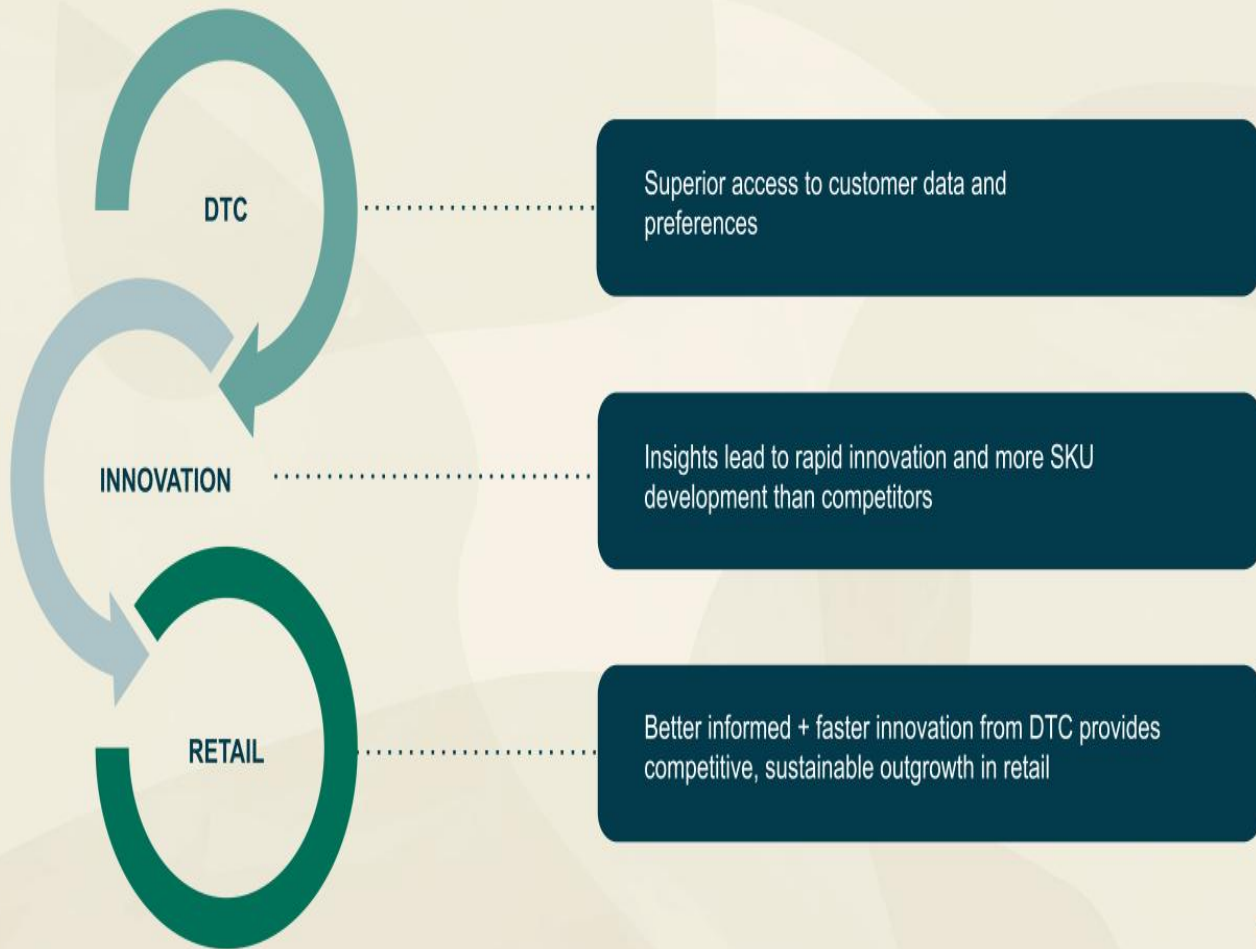 DTC
Superior access to customer data and
preferences
INNOVATION
Insights lead to rapid innovation and more SKU
development than competitors
RETAIL
Better informed + faster innovation from DTC provides
competitive, sustainable outgrowth in retail